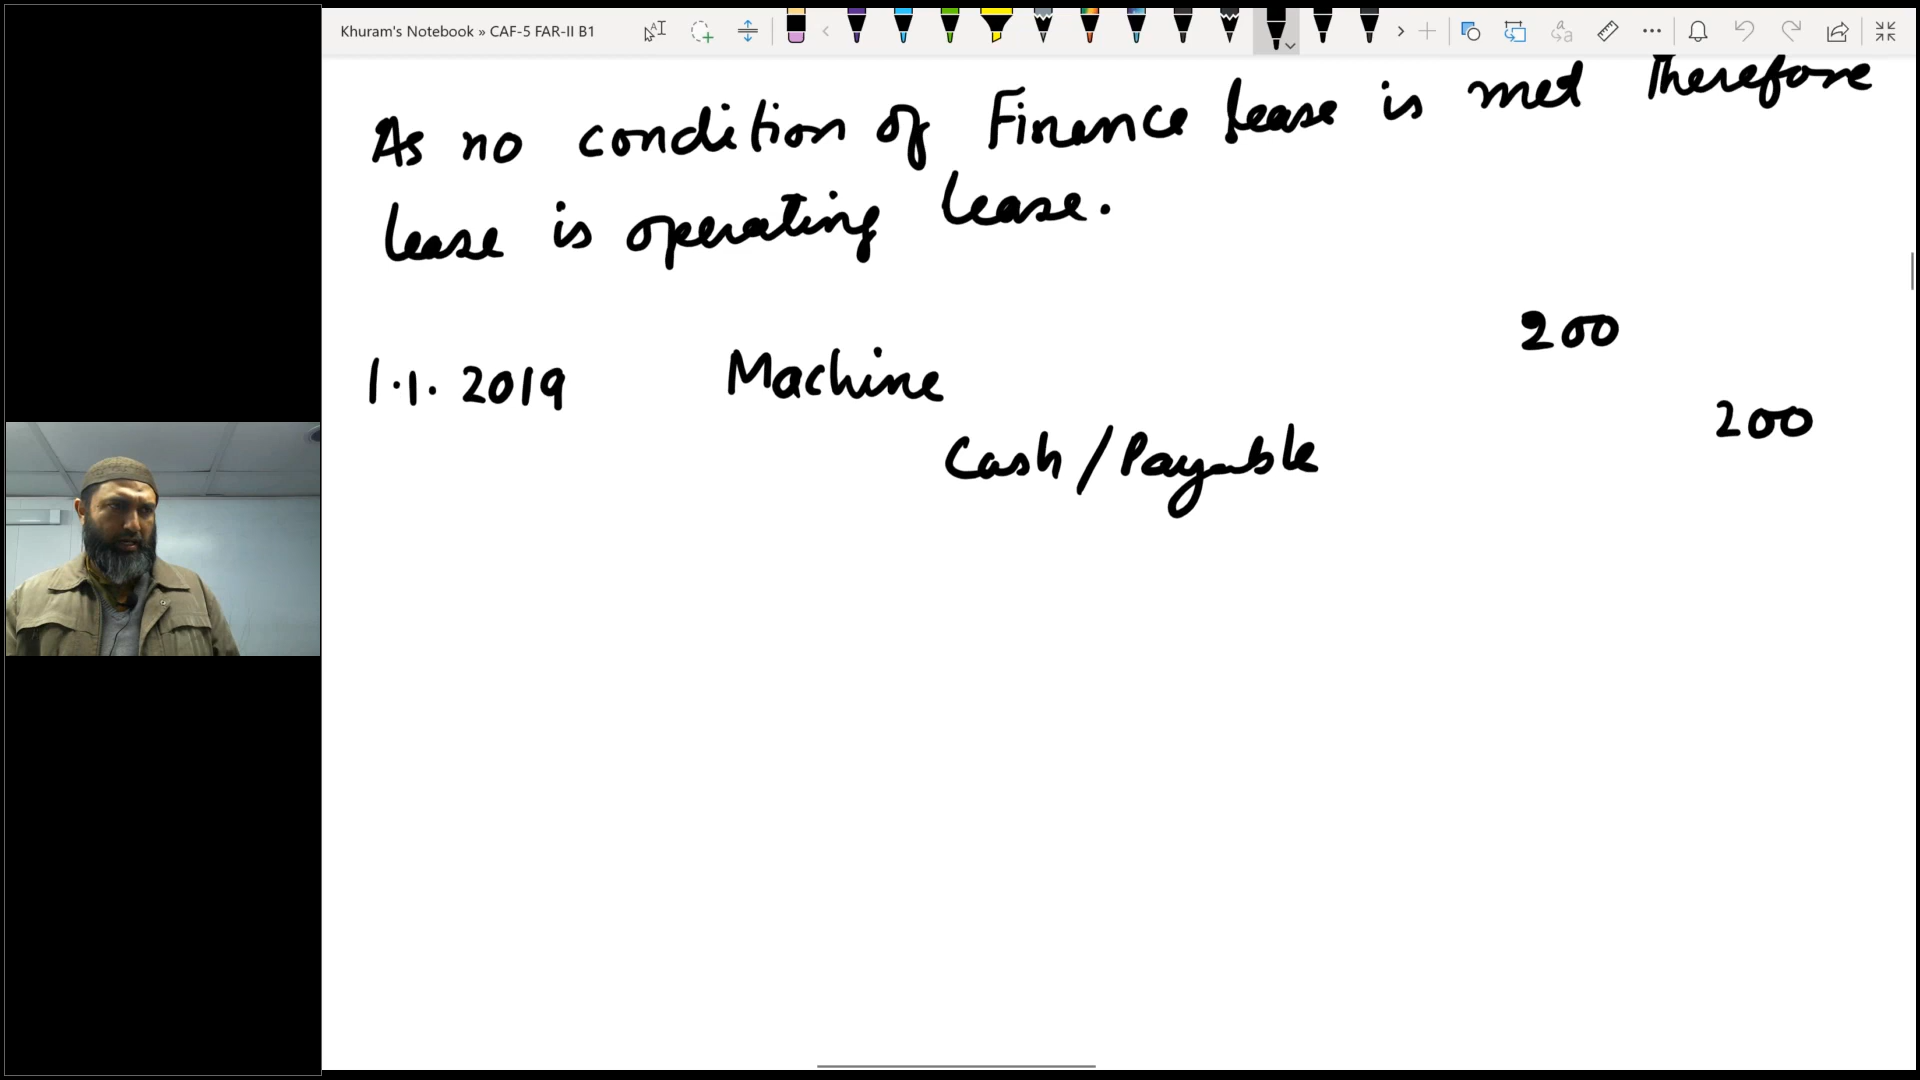 Khuram's Notebook » CAF-5 FAR-II B1
As no condition of Finance lease is met Therefore
lease is operating lease.
1.1.2019 Machine 200
Cash/Payable 200